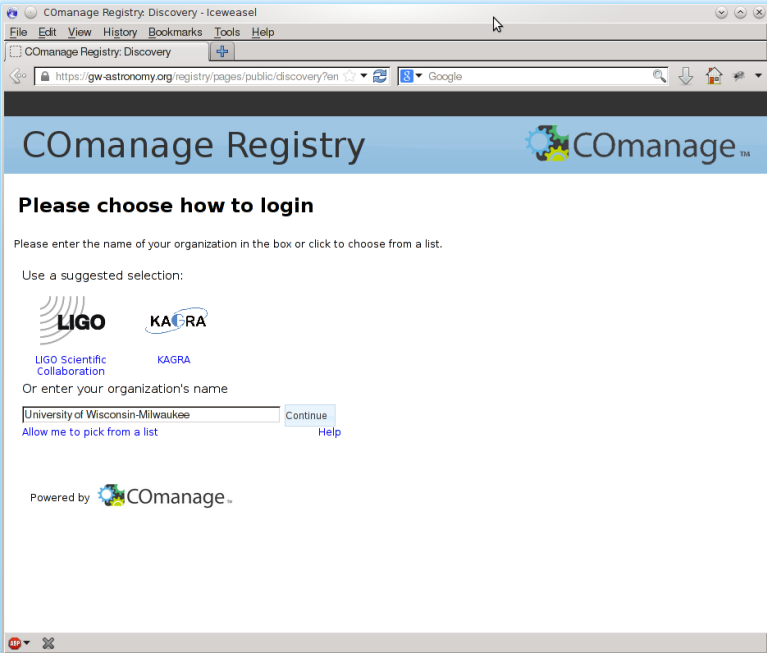 COmanage Registry: Discovery - Iceweasel
File Edit View History Bookmarks Tools Help
COmanage Registry: Discovery
https://gw-astronomy.org/registry/pages/public/discovery?en
Google
COmanage Registry
COmanage™
Please choose how to login
Please enter the name of your organization in the box or click to choose from a list.
Use a suggested selection:
LIGO
KAGRA
LIGO Scientific
Collaboration
KAGRA
Or enter your organization's name
University of Wisconsin-Milwaukee
Continue
Allow me to pick from a list
Help
Powered by COmanage™
ABP